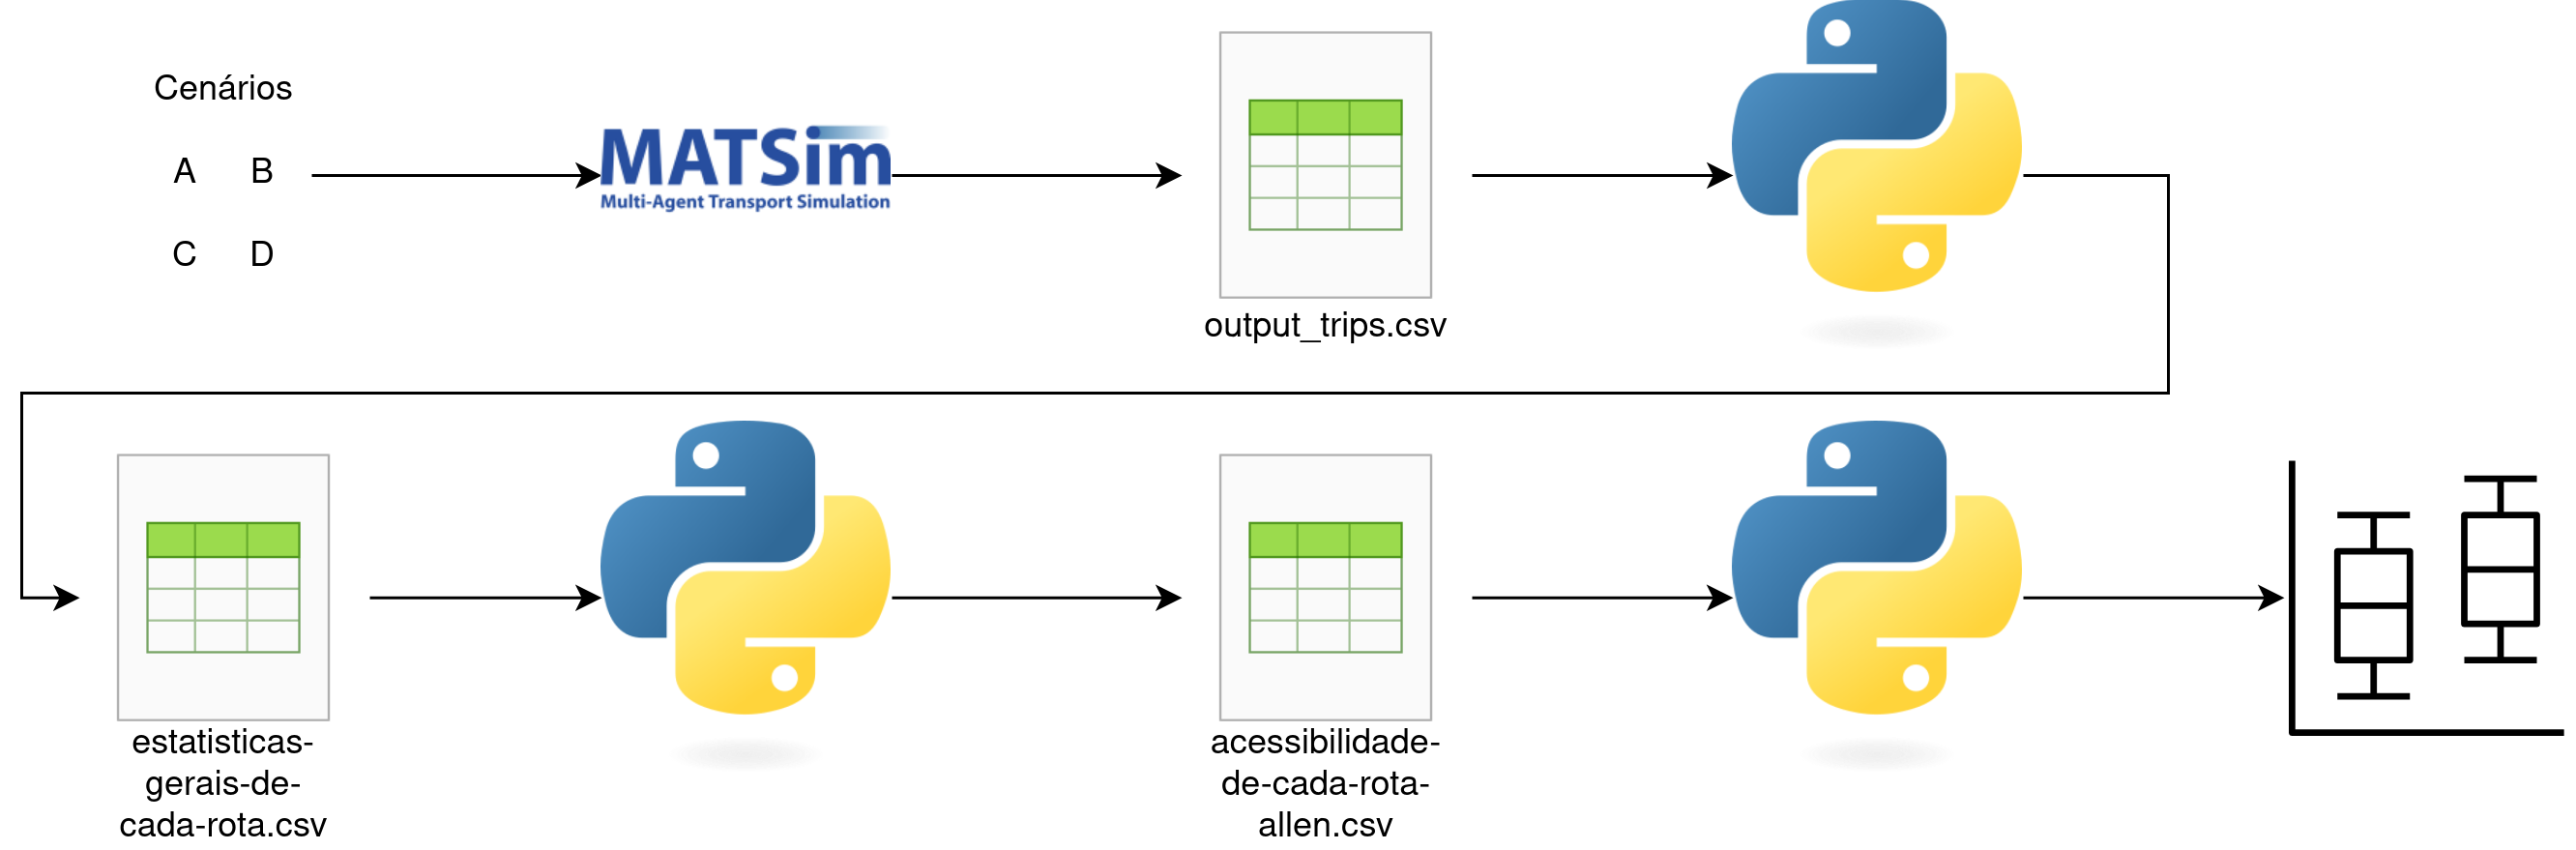 Cenários
A B
C D
MATSim
Multi-Agent Transport Simulation
output_trips.csv
estatisticas-
gerais-de-
cada-rota.csv
acessibilidade-
de-cada-rota-
allen.csv